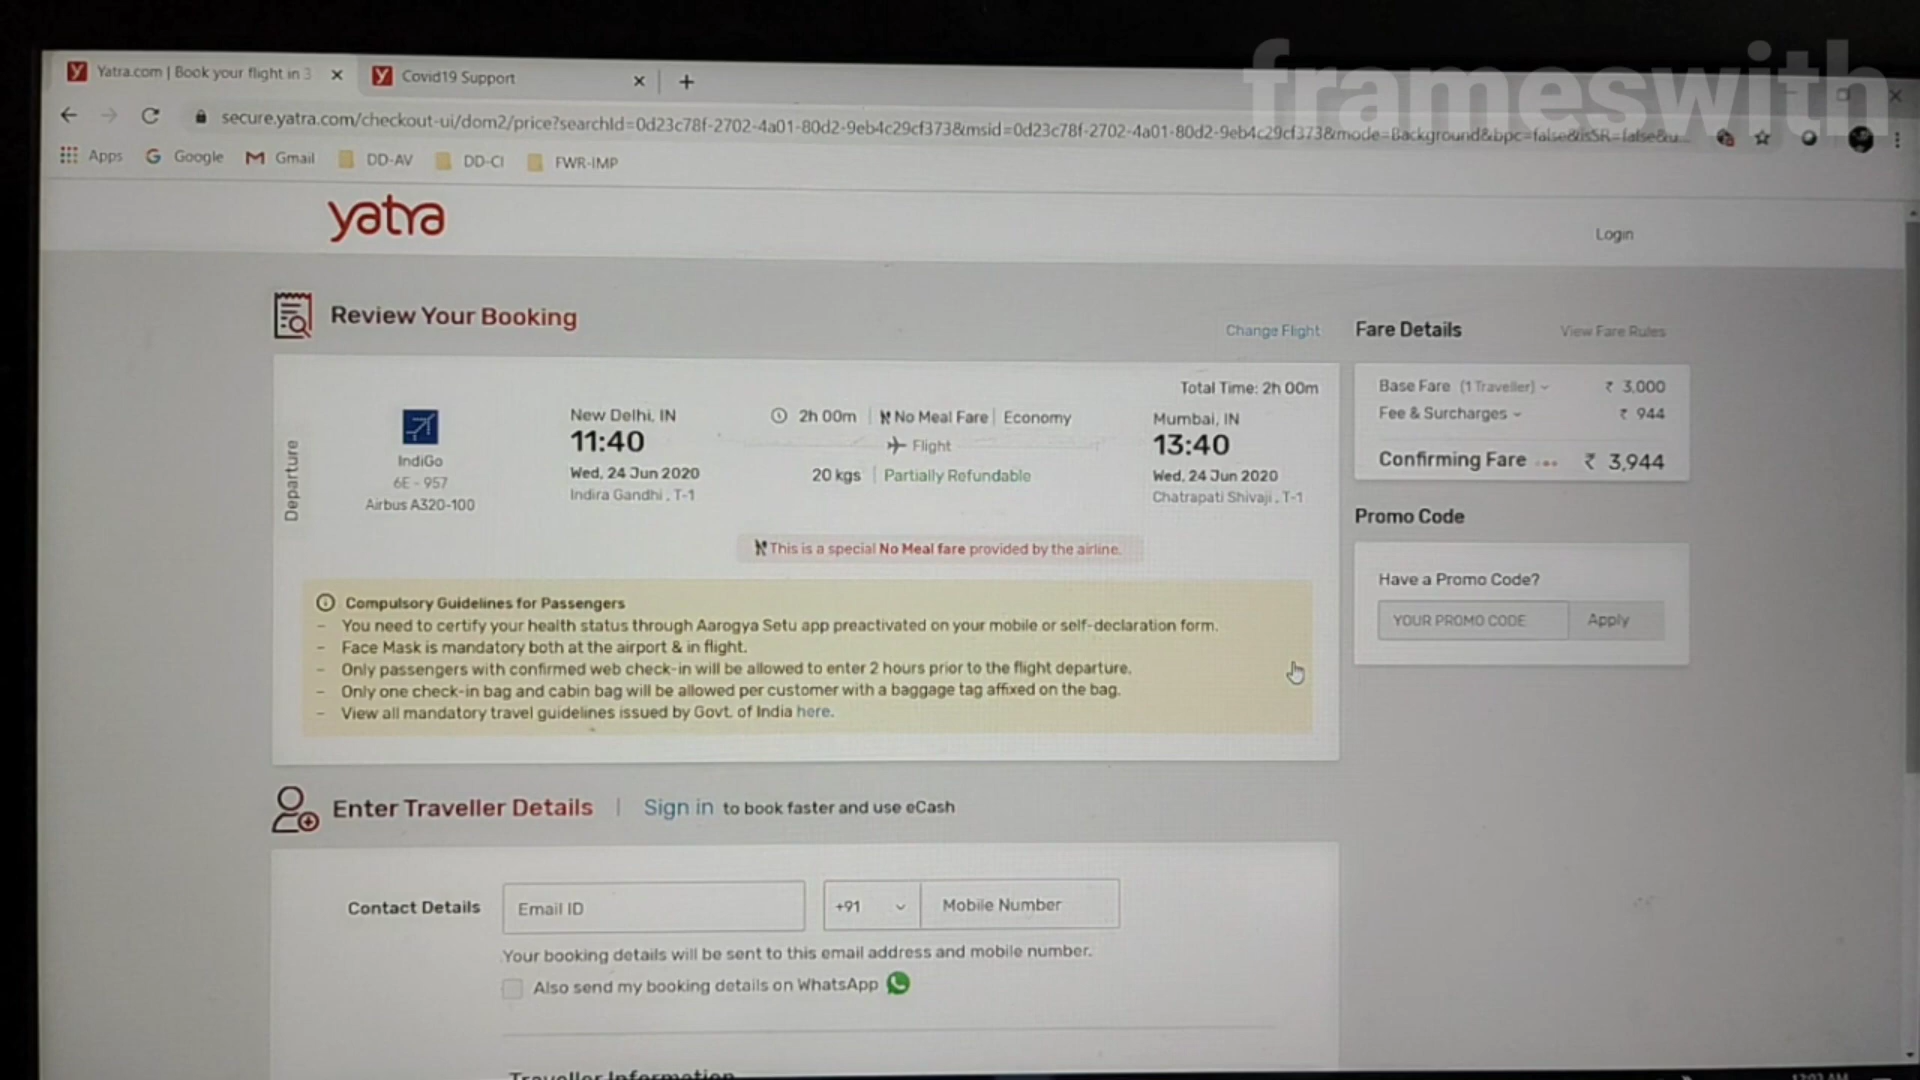 frameswith
Yatra.com | Book your flight in 3
Covid19 Support
secure.yatra.com/checkout-ui/dom2/price?searchId=0d23c78f-2702-4a01-80d2-9eb4c29cf373&msid=0d23c78f-2702-4a01-80d2-9eb4c29cf373&mode=Background&bpc=false&isSR=false&u...
Apps Google Gmail DD-AV DD-CI FWR-IMP
yatra
Login
Review Your Booking
Change Flight
Departure
IndiGo
6E - 957
Airbus A320-100
New Delhi, IN
11:40
Wed, 24 Jun 2020
Indira Gandhi , T-1
2h 00m | No Meal Fare | Economy
Flight
20 kgs | Partially Refundable
Total Time: 2h 00m
Mumbai, IN
13:40
Wed, 24 Jun 2020
Chatrapati Shivaji , T-1
This is a special No Meal fare provided by the airline.
Compulsory Guidelines for Passengers
- You need to certify your health status through Aarogya Setu app preactivated on your mobile or self-declaration form.
- Face Mask is mandatory both at the airport & in flight.
- Only passengers with confirmed web check-in will be allowed to enter 2 hours prior to the flight departure.
- Only one check-in bag and cabin bag will be allowed per customer with a baggage tag affixed on the bag.
- View all mandatory travel guidelines issued by Govt. of India here.
Fare Details
View Fare Rules
Base Fare (1 Traveller) ₹ 3,000
Fee & Surcharges ₹ 944
Confirming Fare ... ₹ 3,944
Promo Code
Have a Promo Code?
YOUR PROMO CODE Apply
Enter Traveller Details | Sign in to book faster and use eCash
Contact Details
Email ID
+91
Mobile Number
Your booking details will be sent to this email address and mobile number.
Also send my booking details on WhatsApp
Traveller Information